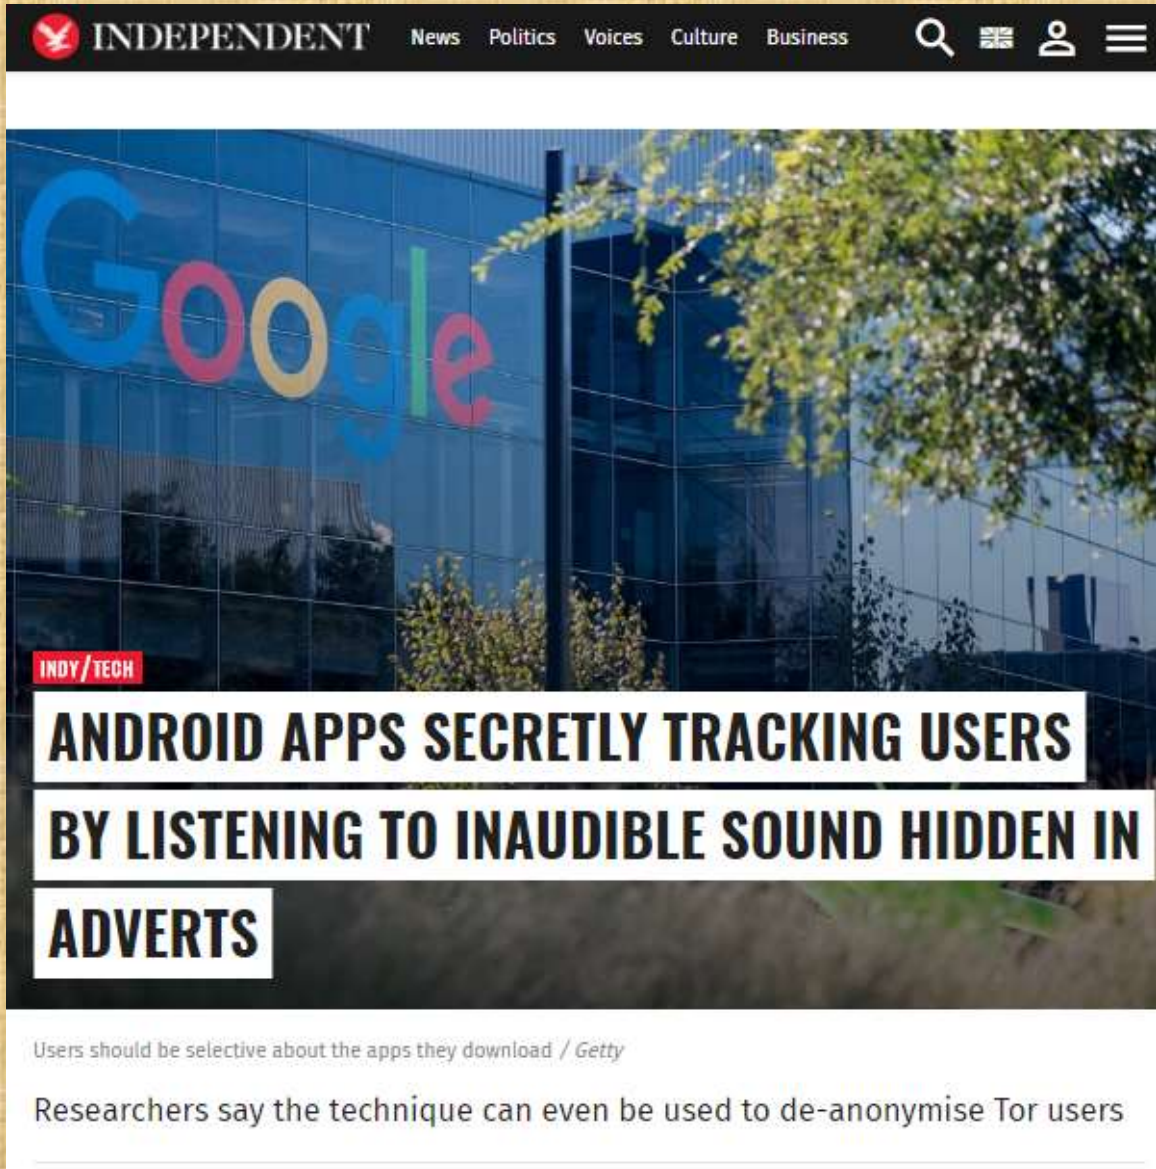 INDEPENDENT News Politics Voices Culture Business
Google
INDY/TECH
ANDROID APPS SECRETLY TRACKING USERS
BY LISTENING TO INAUDIBLE SOUND HIDDEN IN
ADVERTS
Users should be selective about the apps they download / Getty
Researchers say the technique can even be used to de-anonymise Tor users